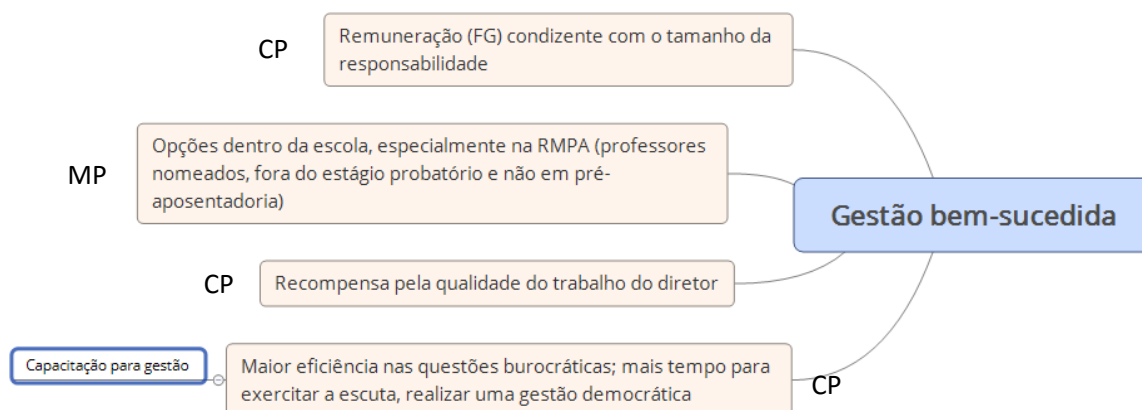 CP
Remuneração (FG) condizente com o tamanho da
responsabilidade
MP
Opções dentro da escola, especialmente na RMPA (professores
nomeados, fora do estágio probatório e não em pré-
aposentadoria)
Gestão bem-sucedida
CP
Recompensa pela qualidade do trabalho do diretor
Capacitação para gestão
Maior eficiência nas questões burocráticas; mais tempo para
exercitar a escuta, realizar uma gestão democrática
CP